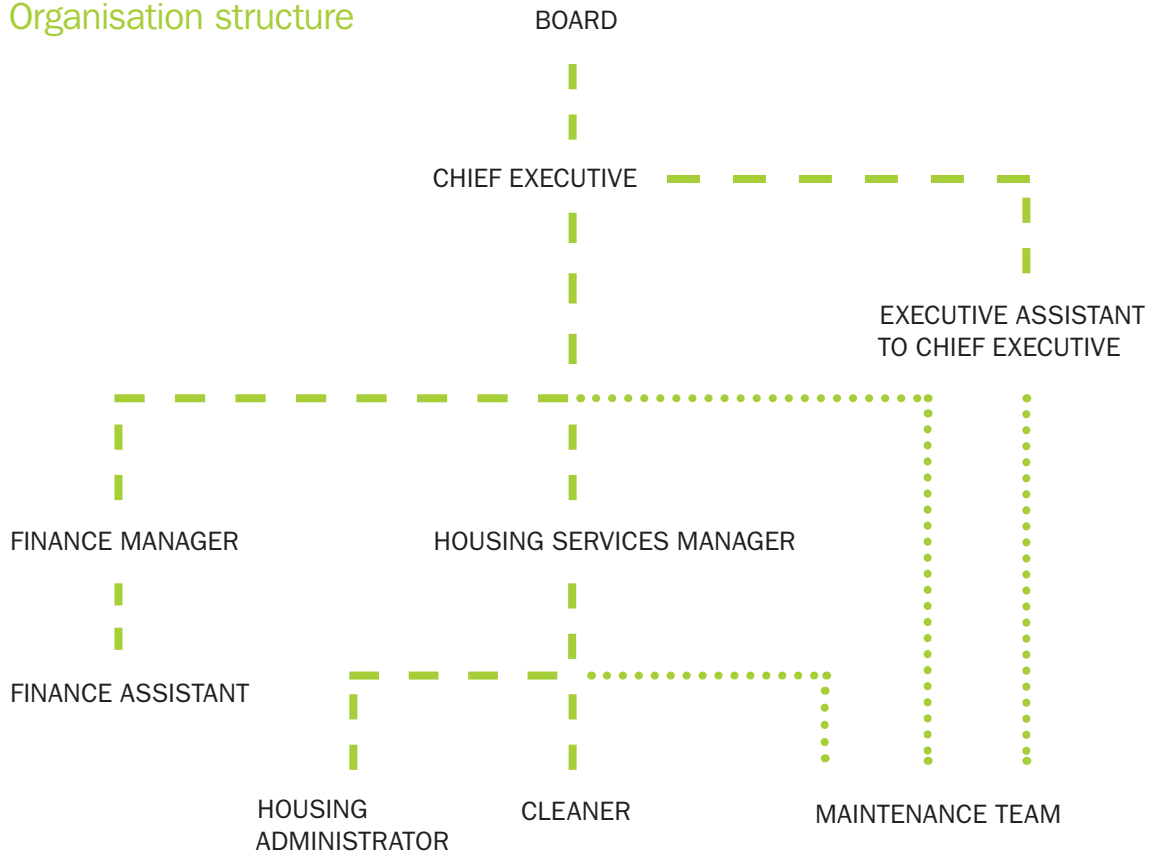 Organisation structure
BOARD
CHIEF EXECUTIVE
EXECUTIVE ASSISTANT
TO CHIEF EXECUTIVE
FINANCE MANAGER
HOUSING SERVICES MANAGER
FINANCE ASSISTANT
HOUSING
ADMINISTRATOR
CLEANER
MAINTENANCE TEAM